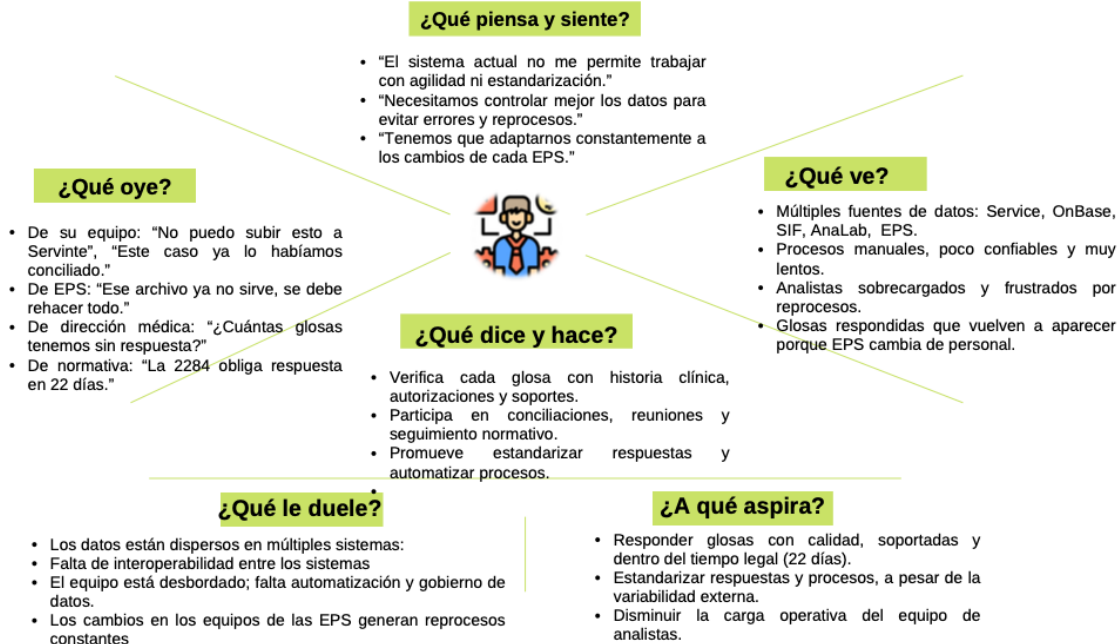 ¿Qué piensa y siente?
• “El sistema actual no me permite trabajar
con agilidad ni estandarización.”
• “Necesitamos controlar mejor los datos para
evitar errores y reprocesos.”
• “Tenemos que adaptarnos constantemente a
los cambios de cada EPS.”
¿Qué oye?
• De su equipo: “No puedo subir esto a
Servinte”, “Este caso ya lo habíamos
conciliado.”
• De EPS: “Ese archivo ya no sirve, se debe
rehacer todo.”
• De dirección médica: “¿Cuántas glosas
tenemos sin respuesta?”
• De normativa: “La 2284 obliga respuesta
en 22 días.”
¿Qué ve?
• Múltiples fuentes de datos: Service, OnBase,
SIF, AnaLab, EPS.
• Procesos manuales, poco confiables y muy
lentos.
• Analistas sobrecargados y frustrados por
reprocesos.
• Glosas respondidas que vuelven a aparecer
porque EPS cambia de personal.
¿Qué dice y hace?
• Verifica cada glosa con historia clínica,
autorizaciones y soportes.
• Participa en conciliaciones, reuniones y
seguimiento normativo.
• Promueve estandarizar respuestas y
automatizar procesos.
•
¿Qué le duele?
• Los datos están dispersos en múltiples sistemas:
• Falta de interoperabilidad entre los sistemas
• El equipo está desbordado; falta automatización y gobierno de
datos.
• Los cambios en los equipos de las EPS generan reprocesos
constantes
¿A qué aspira?
• Responder glosas con calidad, soportadas y
dentro del tiempo legal (22 días).
• Estandarizar respuestas y procesos, a pesar de la
variabilidad externa.
• Disminuir la carga operativa del equipo de
analistas.